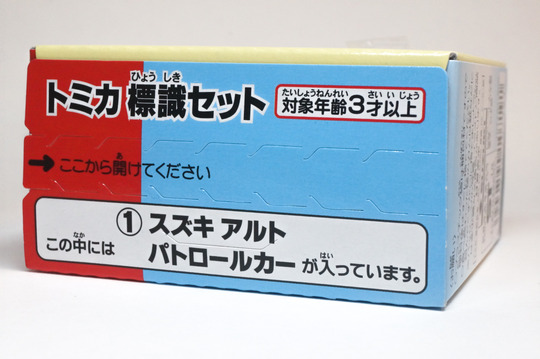 ひょう しき
トミカ 標識セット
たいしょうねんれい さい い じょう
対象年齢3才以上
あ
➡ ここから開けてください
① スズキ アルト
なか はい
この中には パトロールカー が入っています。